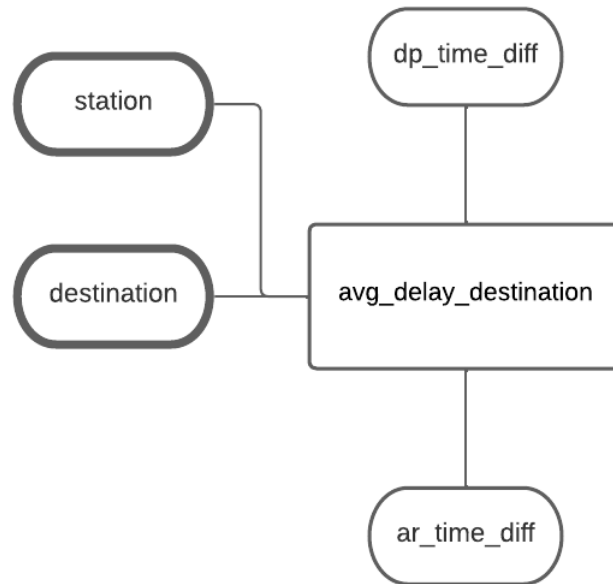 dp_time_diff
station
destination
avg_delay_destination
ar_time_diff